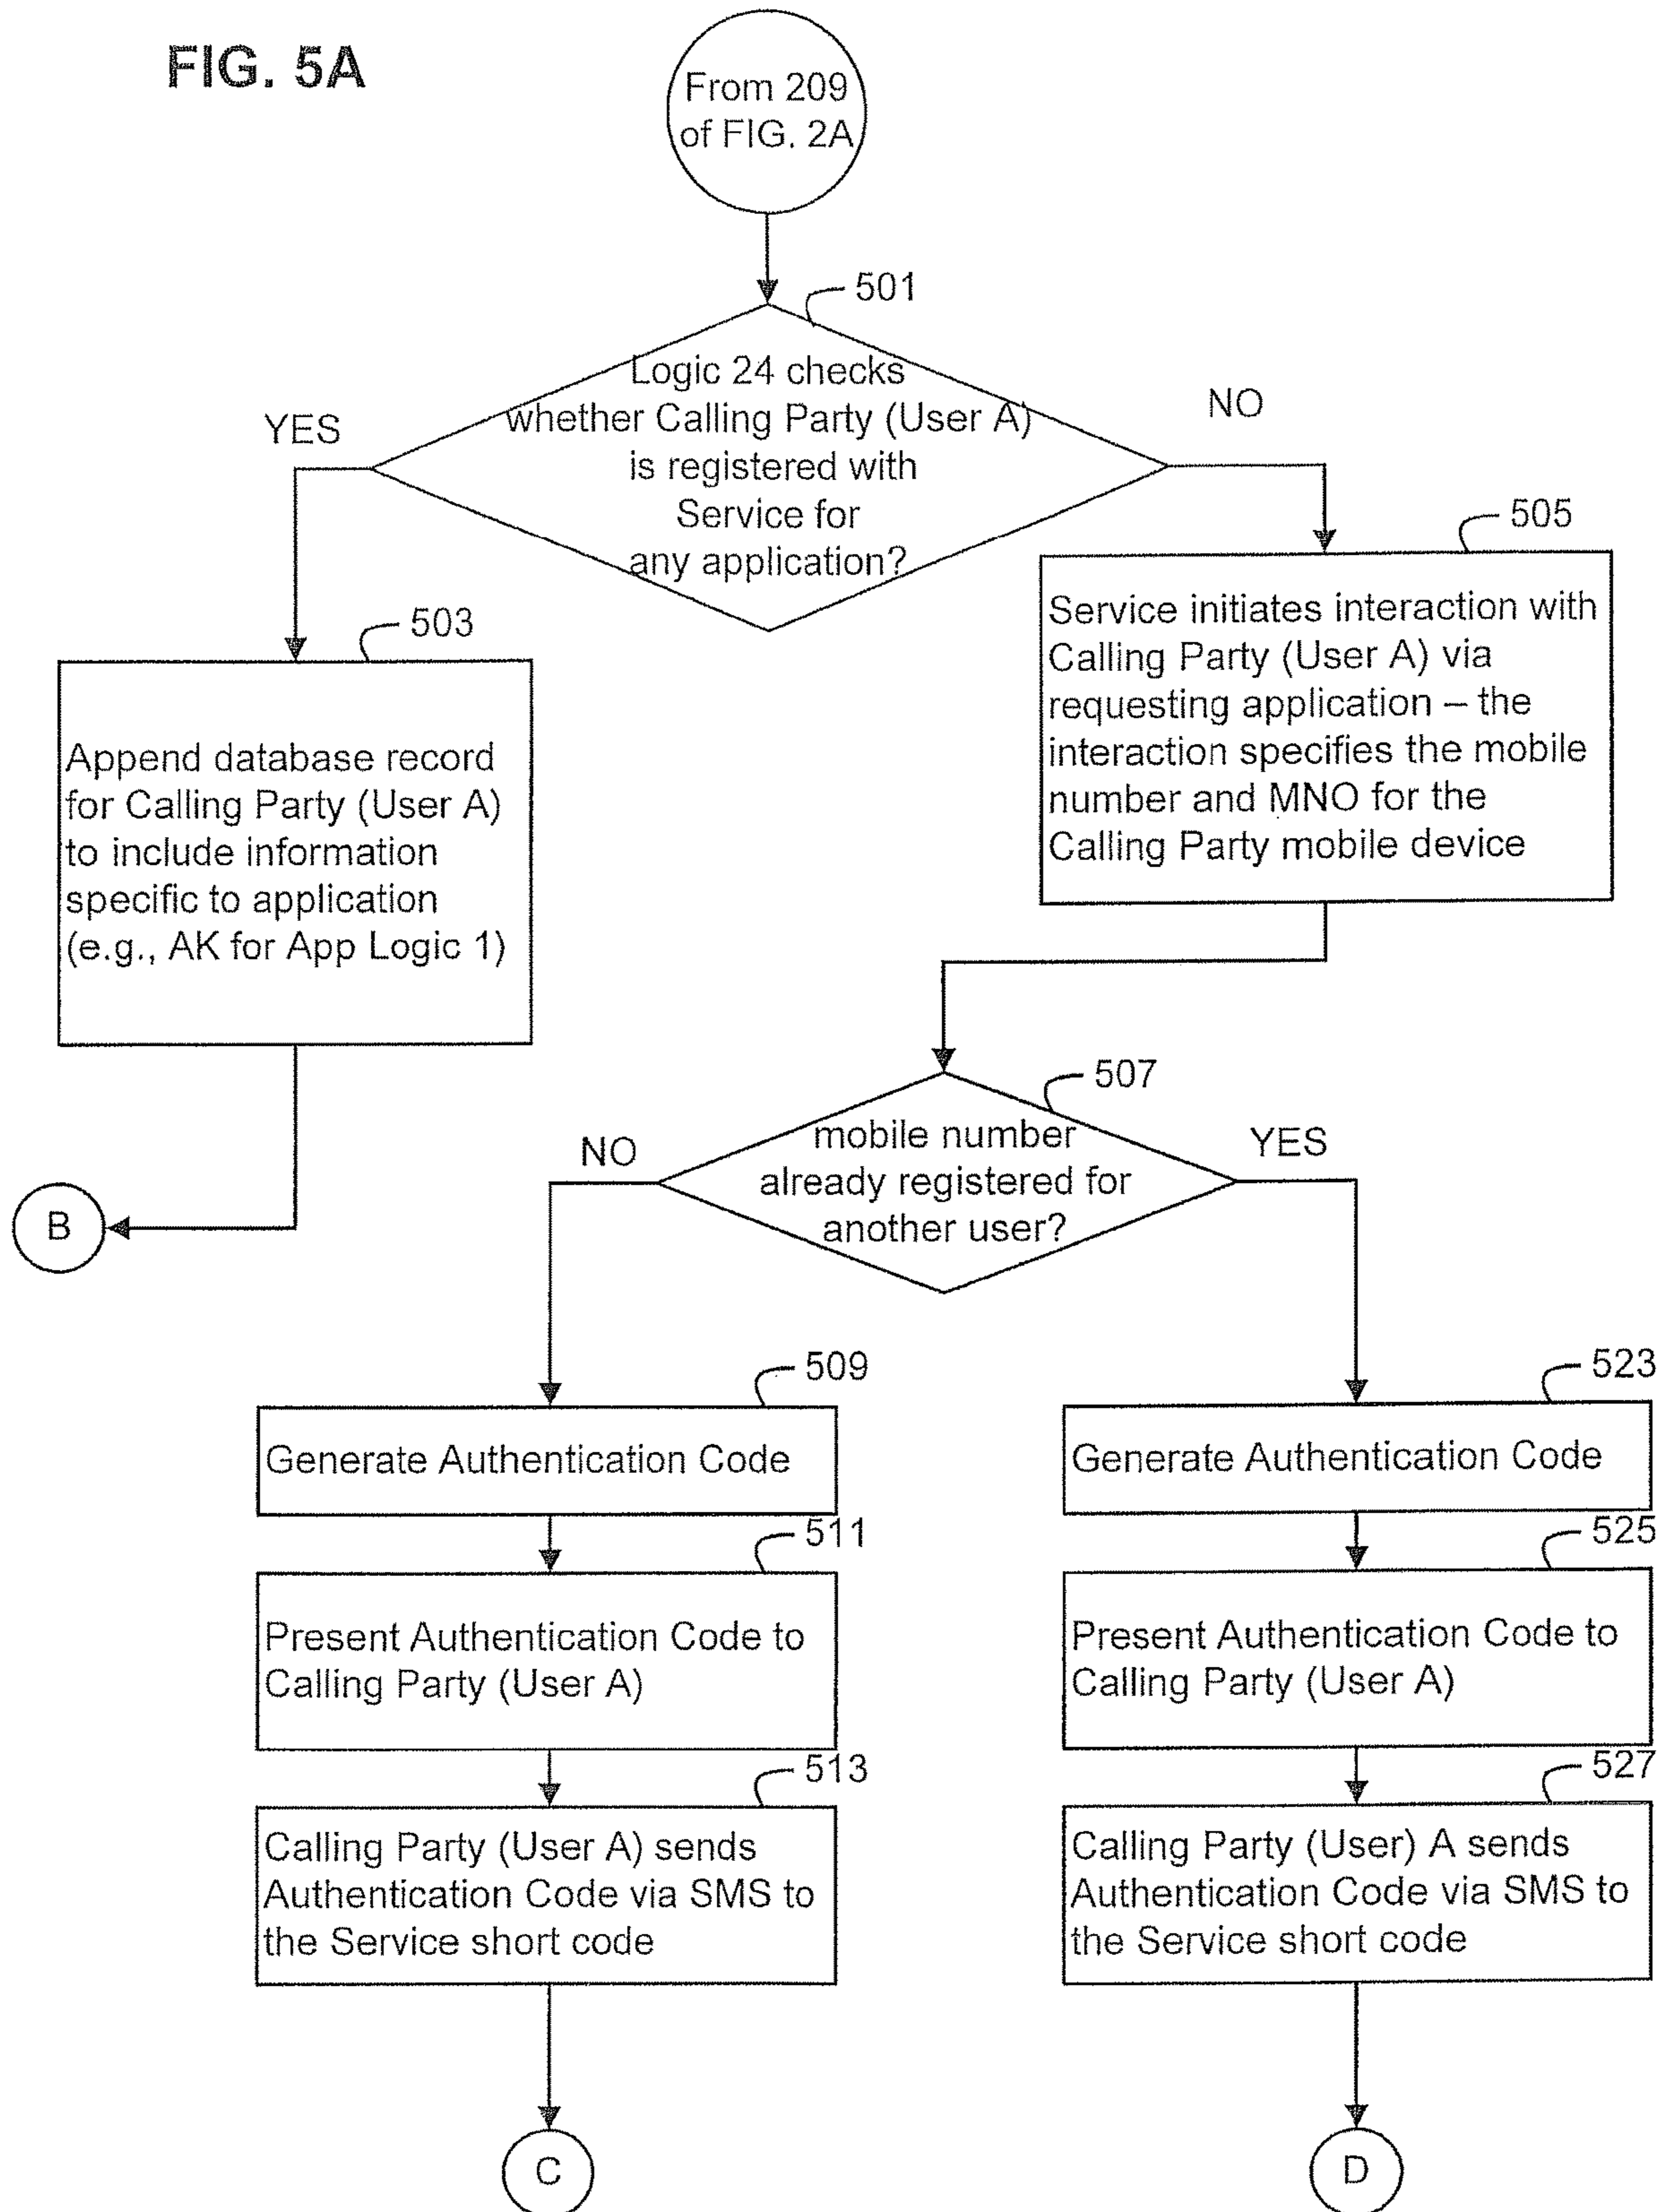 FIG. 5A
From 209
of FIG. 2A
501
Logic 24 checks
whether Calling Party (User A)
is registered with
Service for
any application?
YES
NO
503
Append database record
for Calling Party (User A)
to include information
specific to application
(e.g., AK for App Logic 1)
B
505
Service initiates interaction with
Calling Party (User A) via
requesting application – the
interaction specifies the mobile
number and MNO for the
Calling Party mobile device
507
mobile number
already registered for
another user?
NO
YES
509
Generate Authentication Code
511
Present Authentication Code to
Calling Party (User A)
513
Calling Party (User A) sends
Authentication Code via SMS to
the Service short code
C
523
Generate Authentication Code
525
Present Authentication Code to
Calling Party (User A)
527
Calling Party (User) A sends
Authentication Code via SMS to
the Service short code
D